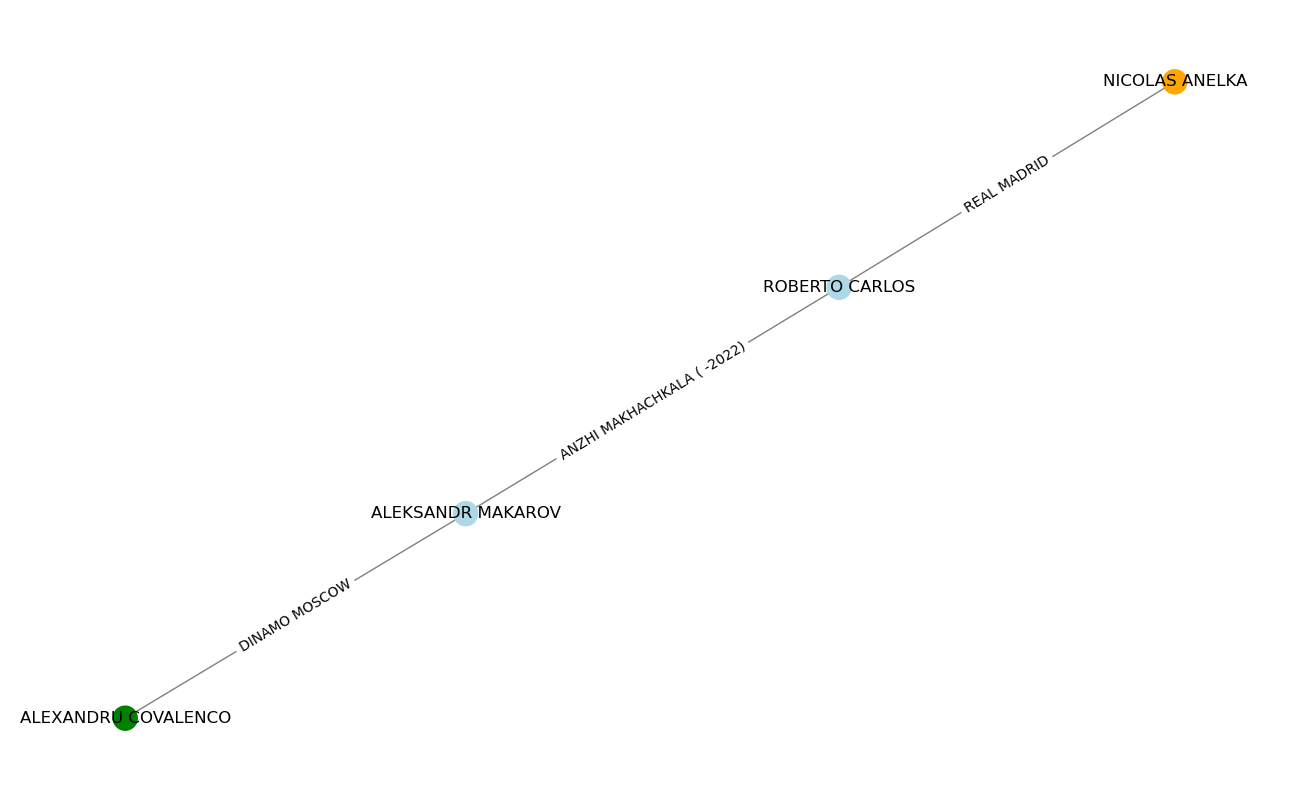 NICOLAS ANELKA
REAL MADRID
ROBERTO CARLOS
ANZHI MAKHACHKALA ( -2022)
ALEKSANDR MAKAROV
DINAMO MOSCOW
ALEXANDRU COVALENCO